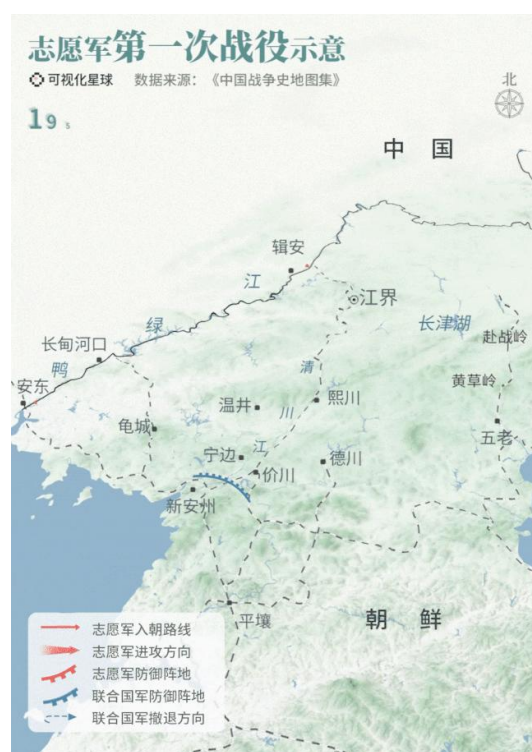 志愿军第一次战役示意
可视化星球 数据来源：《中国战争史地图集》
北
19
中 国
辑安
江
江界
绿
长津湖
赴战岭
长甸河口
鸭
清
黄草岭
安东
温井
熙川
川
龟城
五老
江
宁边
德川
价川
新安州
平壤
朝 鲜
志愿军入朝路线
志愿军进攻方向
志愿军防御阵地
联合国军防御阵地
联合国军撤退方向